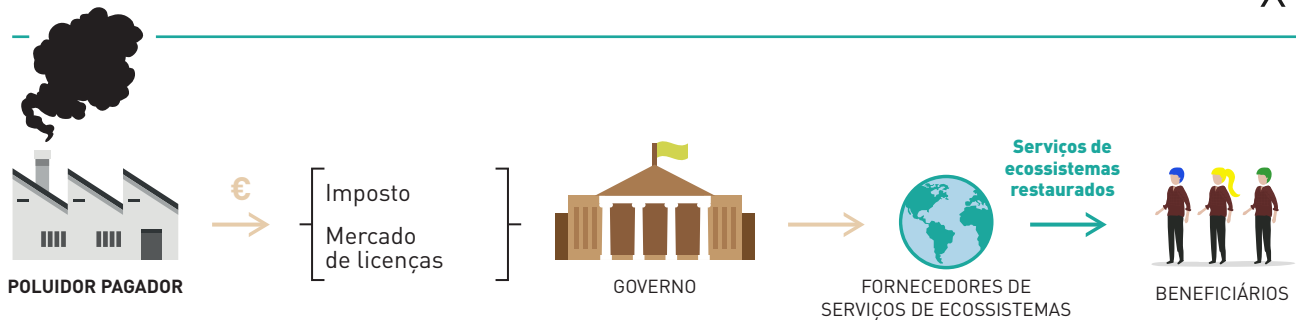 Serviços de
ecossistemas
restaurados
€
Imposto
Mercado
de licenças
POLUIDOR PAGADOR
GOVERNO
FORNECEDORES DE
SERVIÇOS DE ECOSSISTEMAS
BENEFICIÁRIOS